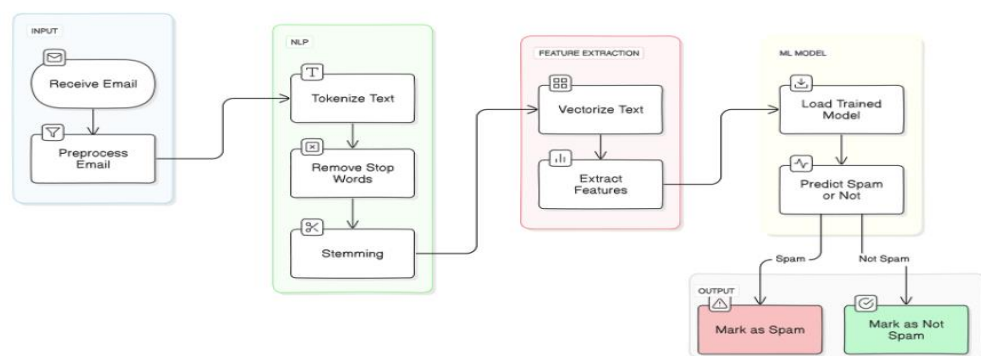 INPUT
Receive Email
Preprocess
Email
NLP
T
Tokenize Text
Remove Stop
Words
Stemming
FEATURE EXTRACTION
Vectorize Text
Extract
Features
ML MODEL
Load Trained
Model
Predict Spam
or Not
Spam
Not Spam
OUTPUT
Mark as Spam
Mark as Not
Spam